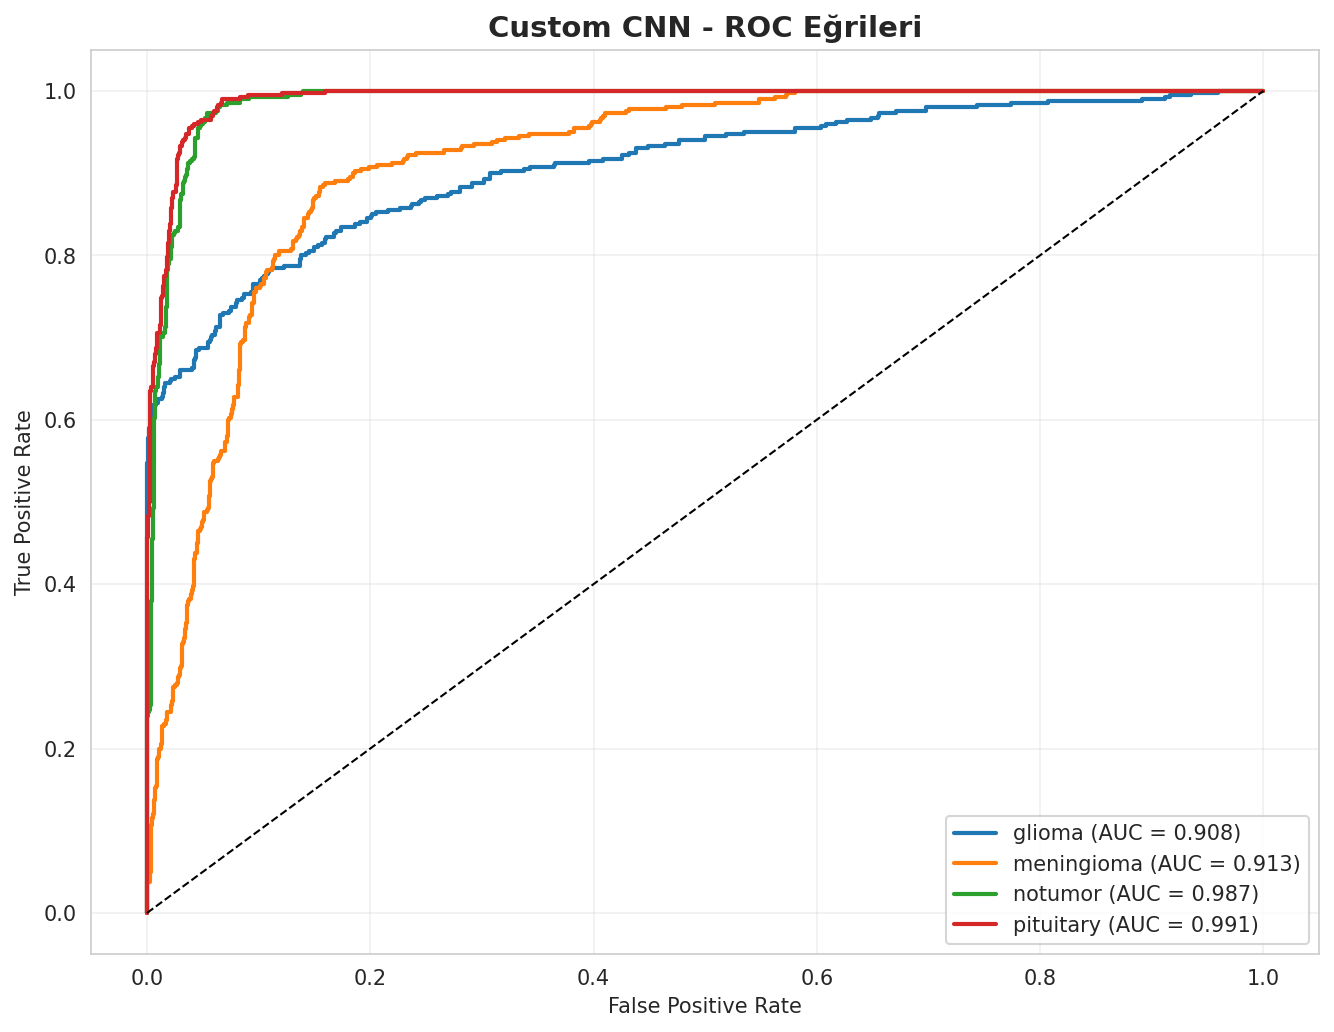 Custom CNN - ROC Eğrileri
True Positive Rate
1.0
0.8
0.6
0.4
0.2
0.0
glioma (AUC = 0.908)
meningioma (AUC = 0.913)
notumor (AUC = 0.987)
pituitary (AUC = 0.991)
0.0 0.2 0.4 0.6 0.8 1.0
False Positive Rate